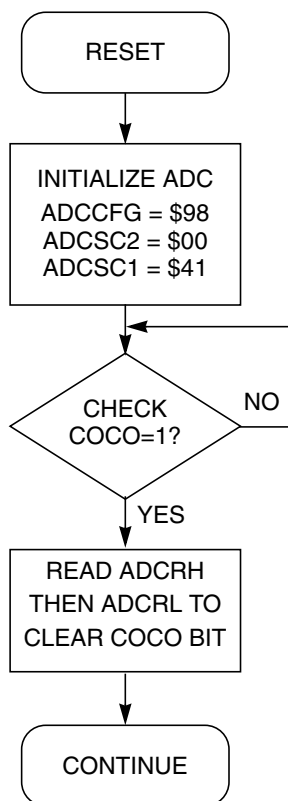 RESET
INITIALIZE ADC
ADCCFG = $98
ADCSC2 = $00
ADCSC1 = $41
CHECK
COCO=1?
NO
YES
READ ADCRH
THEN ADCRL TO
CLEAR COCO BIT
CONTINUE